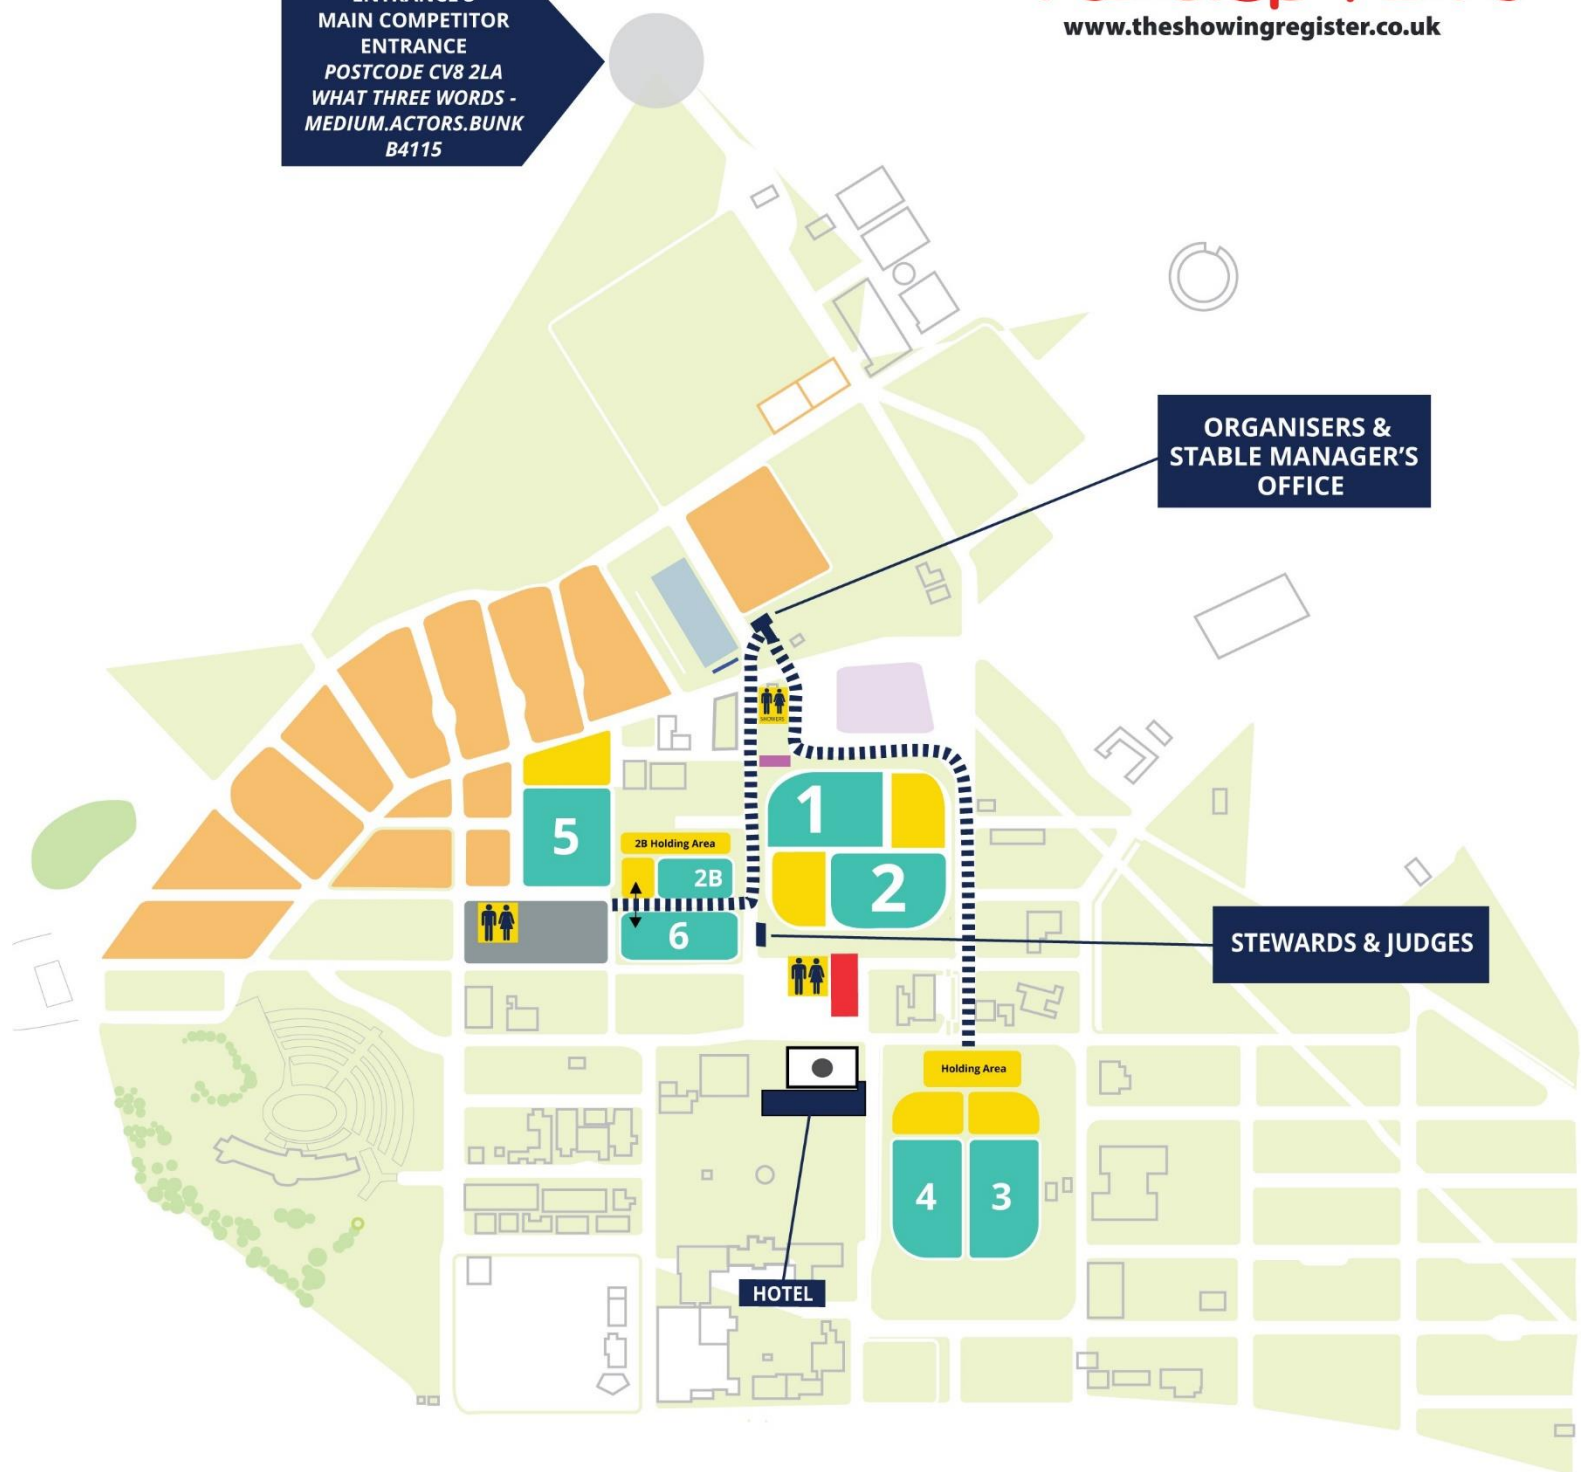 MAIN COMPETITOR
ENTRANCE
POSTCODE CV8 2LA
WHAT THREE WORDS -
MEDIUM.ACTORS.BUNK
B4115
www.theshowingregister.co.uk
ORGANISERS &
STABLE MANAGER'S
OFFICE
SHOWERS
1
5
2B Holding Area
2B
2
6
STEWARDS & JUDGES
Holding Area
4
3
HOTEL